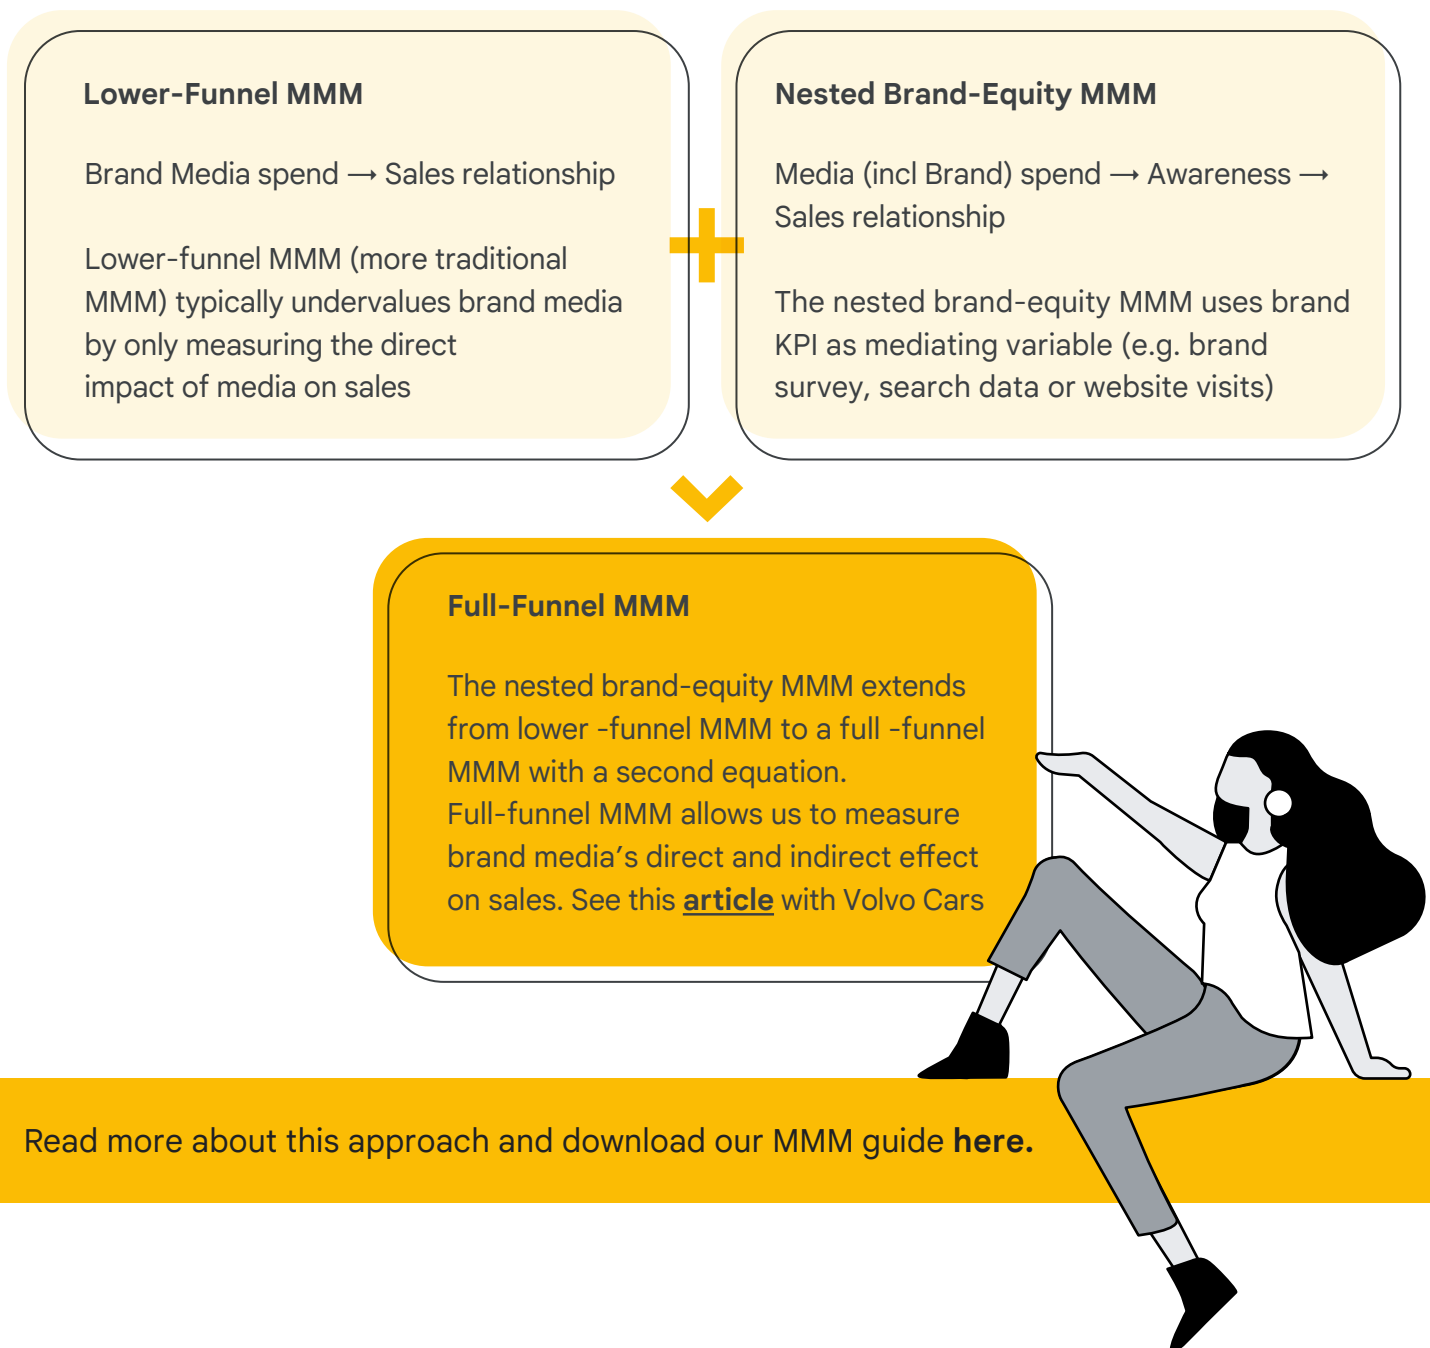 Lower-Funnel MMM
Brand Media spend → Sales relationship
Lower-funnel MMM (more traditional
MMM) typically undervalues brand media
by only measuring the direct
impact of media on sales
Nested Brand-Equity MMM
Media (incl Brand) spend → Awareness →
Sales relationship
The nested brand-equity MMM uses brand
KPI as mediating variable (e.g. brand
survey, search data or website visits)
Full-Funnel MMM
The nested brand-equity MMM extends
from lower -funnel MMM to a full -funnel
MMM with a second equation.
Full-funnel MMM allows us to measure
brand media’s direct and indirect effect
on sales. See this article with Volvo Cars
Read more about this approach and download our MMM guide here.